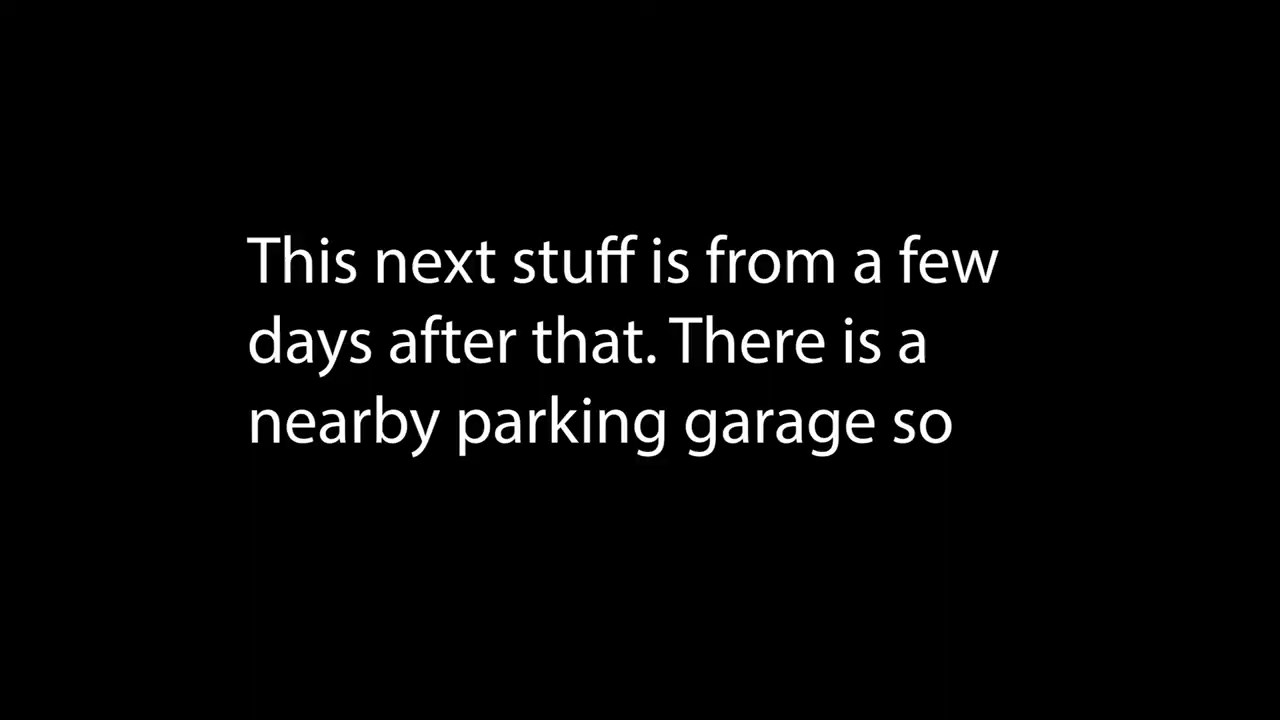 This next stuff is from a few
days after that. There is a
nearby parking garage so